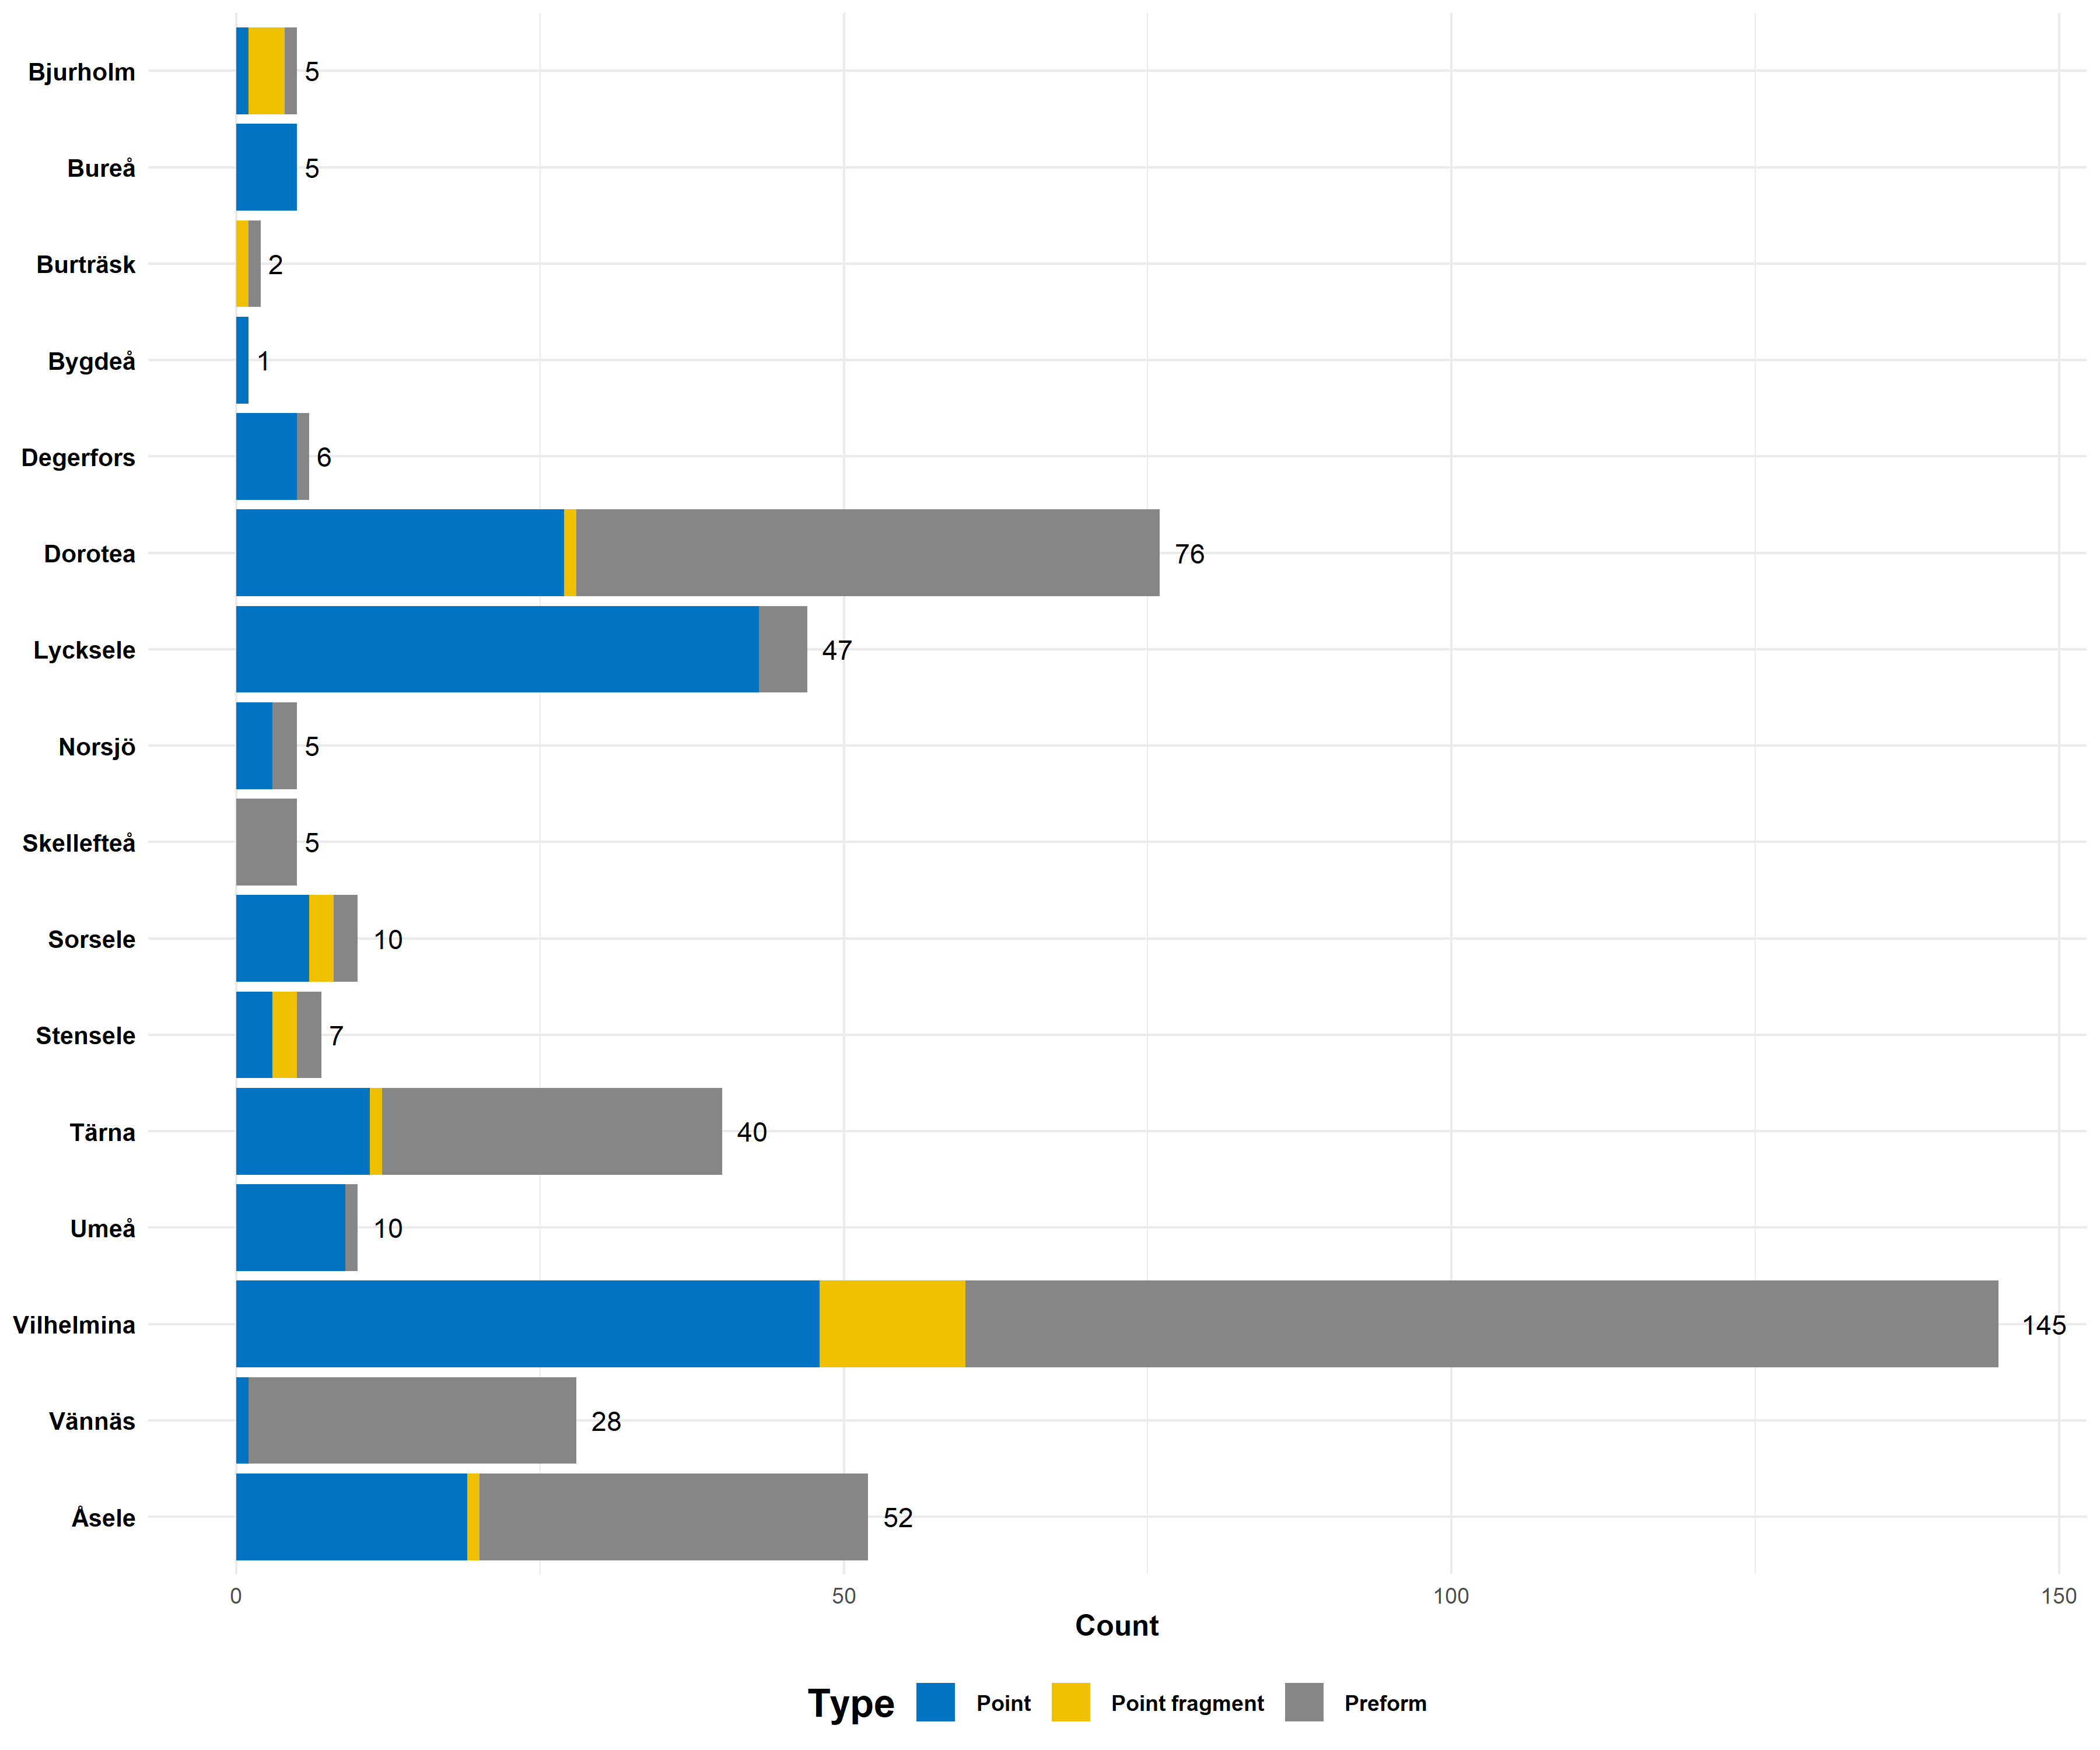 Bjurholm 5
Bureå 5
Burträsk 2
Bygdeå 1
Degerfors 6
Dorotea 76
Lycksele 47
Norsjö 5
Skellefteå 5
Sorsele 10
Stensele 7
Tärna 40
Umeå 10
Vilhelmina 145
Vännäs 28
Åsele 52
0 50 100 150
Count
Type Point Point fragment Preform